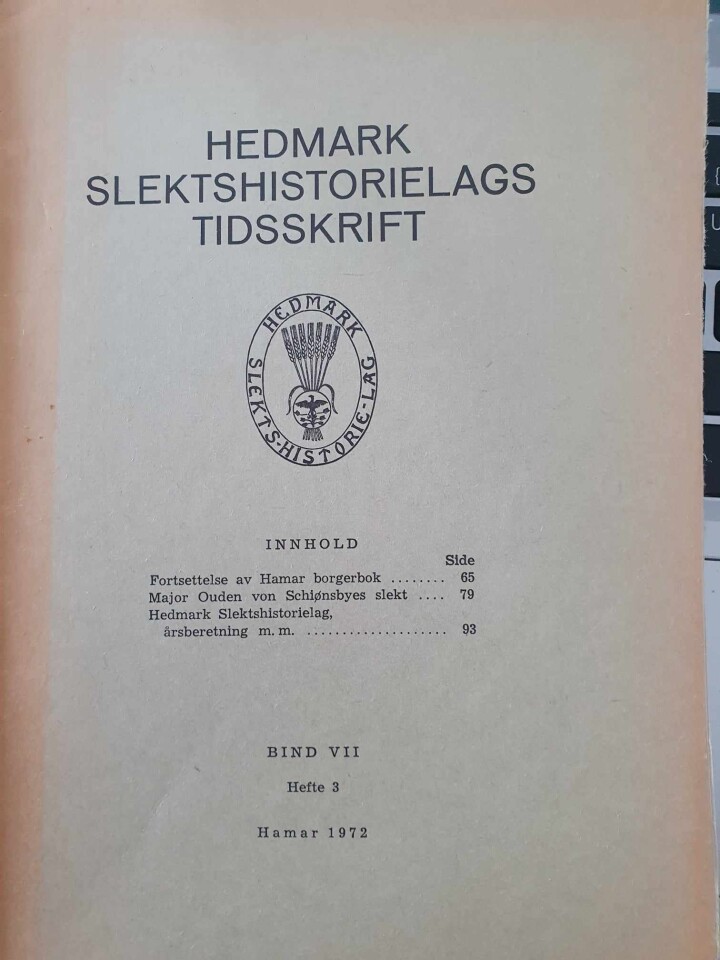 HEDMARK
SLEKTSHISTORIELAGS
TIDSSKRIFT
HEDMARK
SLEKTS-HISTORIE-LAG
INNHOLD
Side
Fortsettelse av Hamar borgerbok ........ 65
Major Ouden von Schiønsbyes slekt .... 79
Hedmark Slektshistorielag,
årsberetning m. m. .................... 93
BIND VII
Hefte 3
Hamar 1972